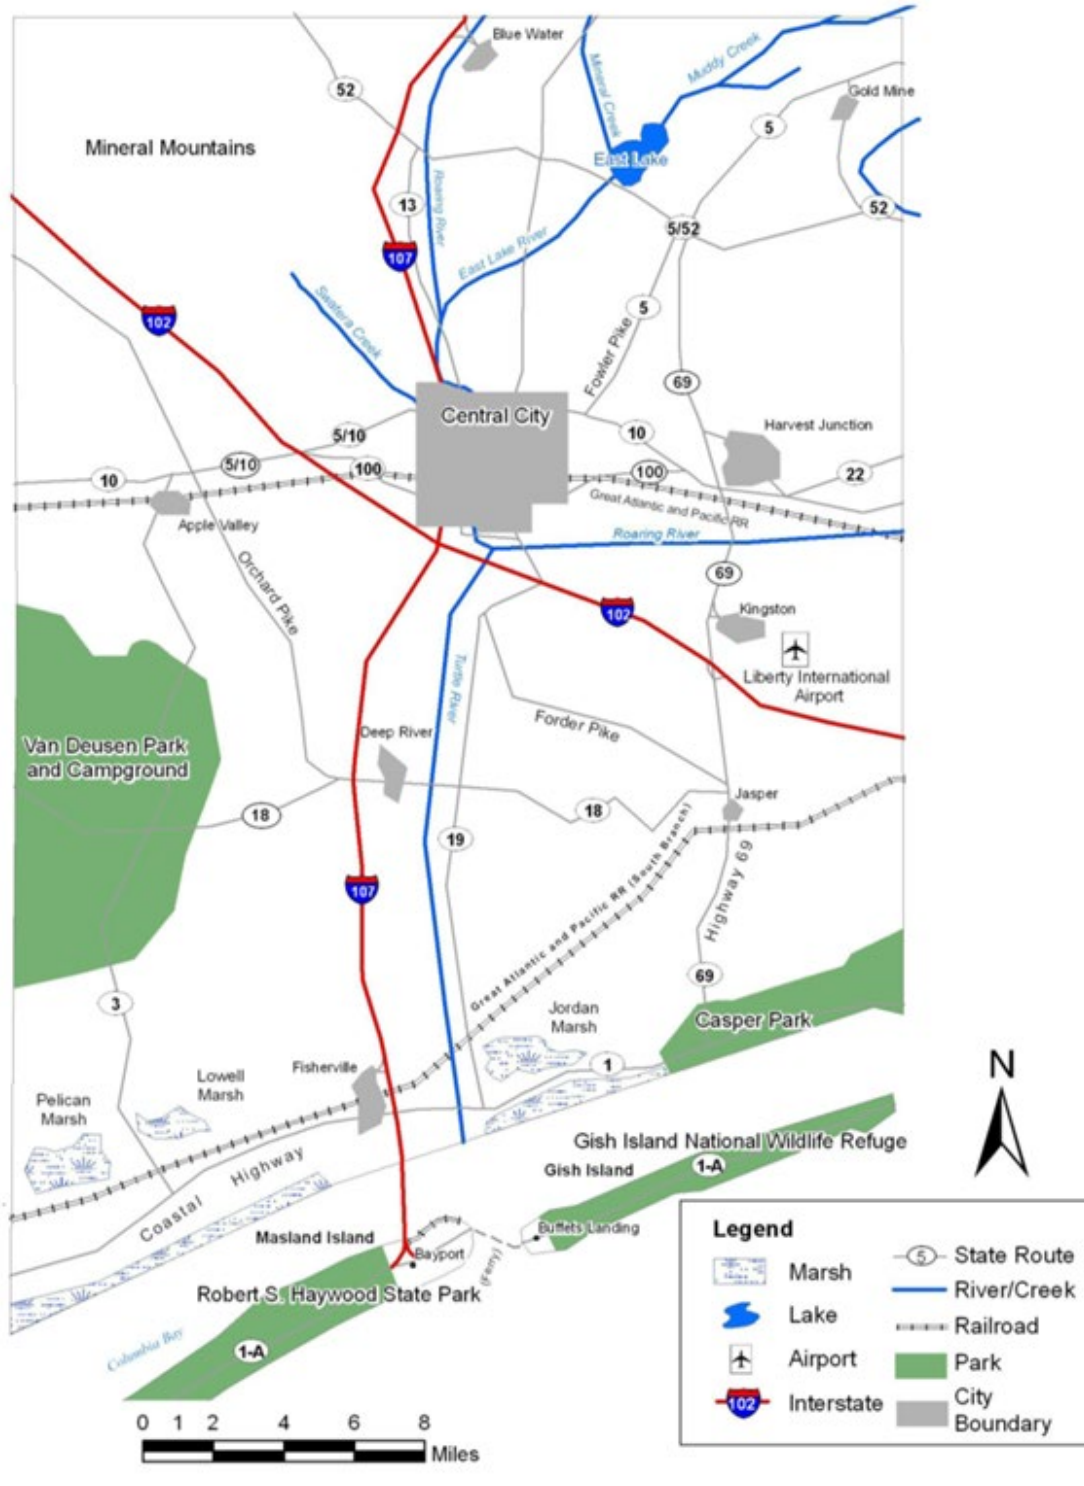 Blue Water
52
Mineral Creek
Muddy Creek
Gold Mine
5
Mineral Mountains
East Lake
13
Roaring River
52
5/52
107
East Lake River
102
Swatera Creek
5
Fowler Pike
69
Central City
5/10
10
Harvest Junction
5/10
100
100
22
10
Great Atlantic and Pacific RR
Apple Valley
Roaring River
Orchard Pike
69
102
Kingston
Liberty International
Airport
Turtle River
Forder Pike
Deep River
Van Deusen Park
and Campground
Jasper
18
18
19
Highway 69
107
Great Atlantic and Pacific RR (South Branch)
69
3
Jordan
Marsh
Casper Park
Fisherville
1
Lowell
Marsh
Pelican
Marsh
N
Gish Island National Wildlife Refuge
Gish Island
1-A
Coastal Highway
Buffets Landing
Masland Island
Bayport
(Ferry)
Robert S. Haywood State Park
Columbia Bay
1-A
Legend
Marsh
Lake
Airport
102
Interstate
5
State Route
River/Creek
Railroad
Park
City
Boundary
0 1 2 4 6 8
Miles